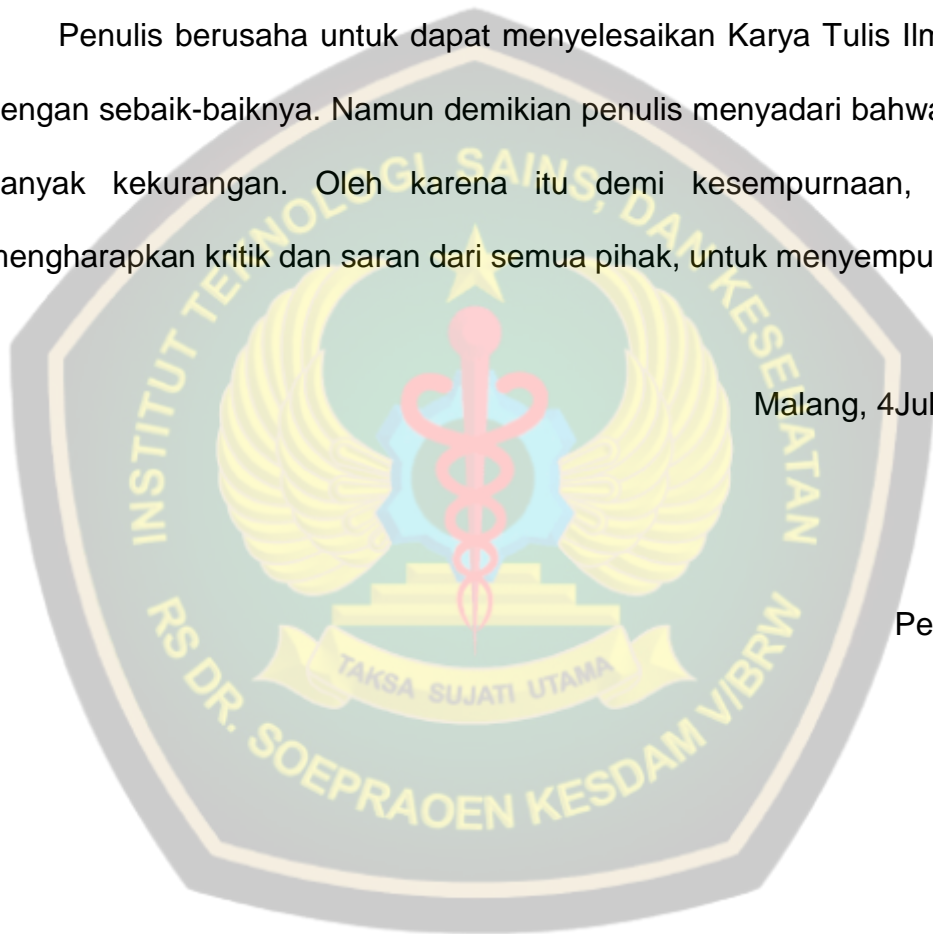 Penulis berusaha untuk dapat menyelesaikan Karya Tulis Ilm
engan sebaik-baiknya. Namun demikian penulis menyadari bahwa
anyak kekurangan. Oleh karena itu demi kesempurnaan,
mengharapkan kritik dan saran dari semua pihak, untuk menyempu
Malang, 4Jul
Pe
INSTITUT TEKNOLOGI, SAINS, DAN KESEHATAN
TAKSA SUJATI UTAMA
RS DR. SOEPRAOEN KESDAM V/BRW